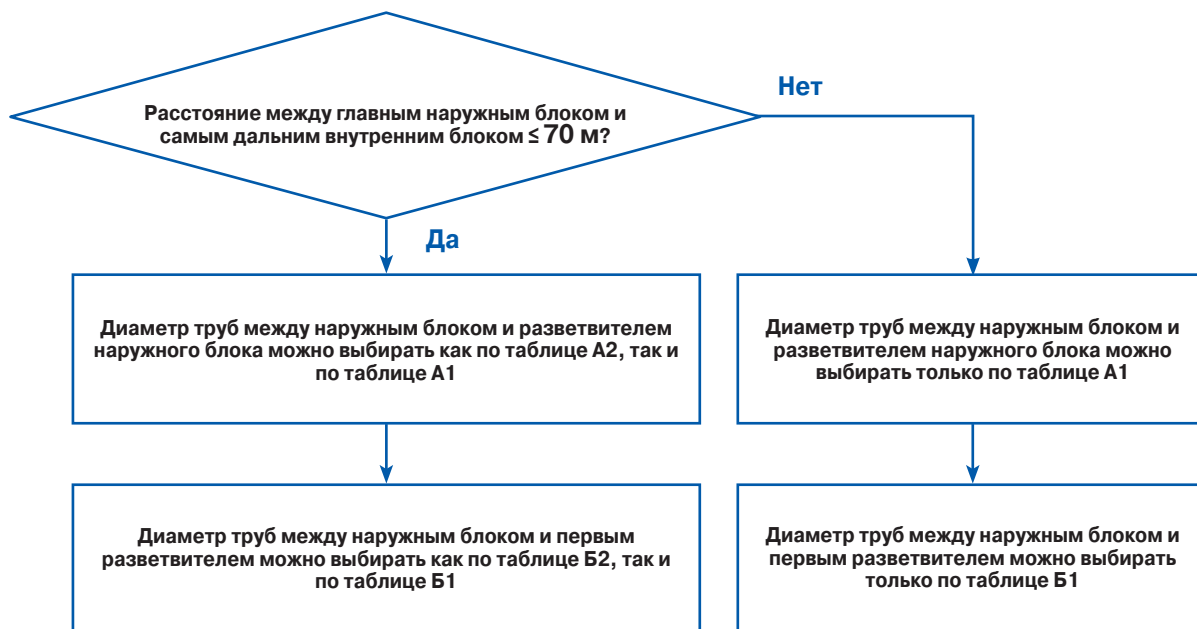 Расстояние между главным наружным блоком и
самым дальним внутренним блоком ≤ 70 м?
Нет
Да
Диаметр труб между наружным блоком и разветвителем
наружного блока можно выбирать как по таблице А2, так и
по таблице А1
Диаметр труб между наружным блоком и
разветвителем наружного блока можно
выбирать только по таблице А1
Диаметр труб между наружным блоком и первым
разветвителем можно выбирать как по таблице Б2, так и
по таблице Б1
Диаметр труб между наружным блоком и
первым разветвителем можно выбирать
только по таблице Б1